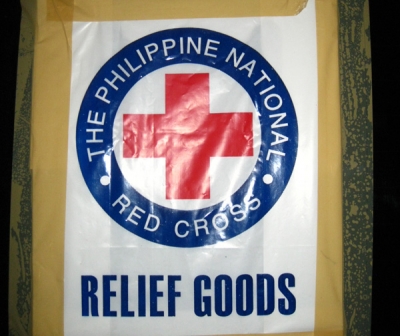 THE PHILIPPINE NATIONAL
• RED CROSS •
RELIEF GOODS